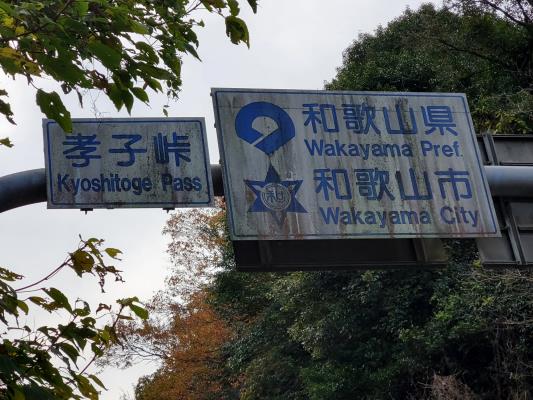 孝子峠
Kyoshitoge Pass
和歌山県
Wakayama Pref.
和歌山市
Wakayama City